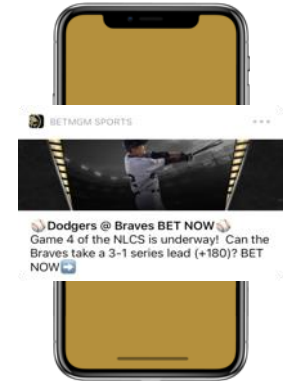 BETMGM SPORTS
⚾Dodgers @ Braves BET NOW⚾
Game 4 of the NLCS is underway! Can the
Braves take a 3-1 series lead (+180)? BET
NOW➡️